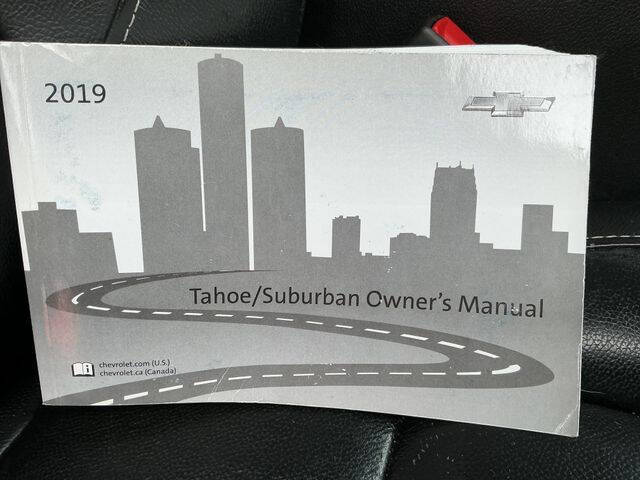 2019
Tahoe/Suburban Owner's Manual
chevrolet.com (U.S.)
chevrolet.ca (Canada)